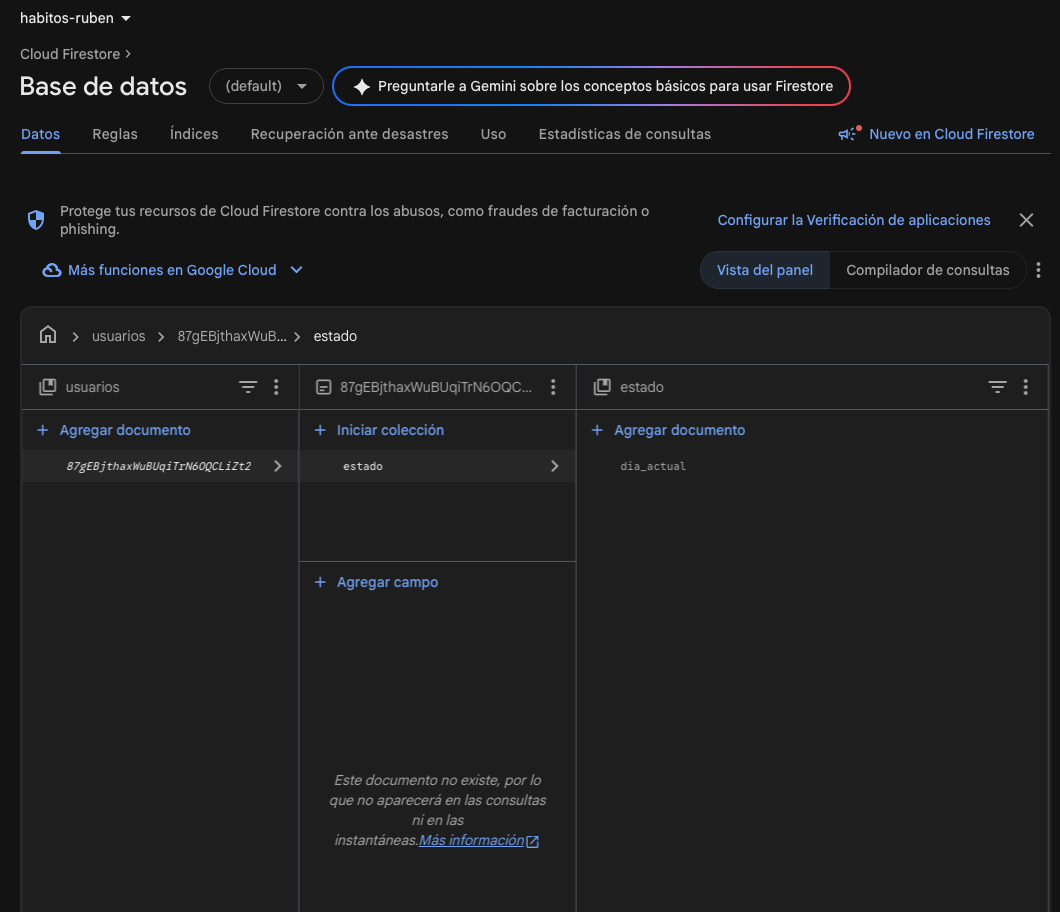 habitos-ruben
Cloud Firestore
Base de datos
(default)
Preguntarle a Gemini sobre los conceptos básicos para usar Firestore
Datos
Reglas
Índices
Recuperación ante desastres
Uso
Estadísticas de consultas
Nuevo en Cloud Firestore
Protege tus recursos de Cloud Firestore contra los abusos, como fraudes de facturación o
phishing.
Configurar la Verificación de aplicaciones
Más funciones en Google Cloud
Vista del panel
Compilador de consultas
usuarios
87gEBjthaxWuB...
estado
usuarios
87gEBjthaxWuBUqiTrN6OQC...
estado
Agregar documento
Iniciar colección
Agregar documento
87gEBjthaxWuBUqiTrN6OQCLiZt2
estado
dia_actual
Agregar campo
Este documento no existe, por lo
que no aparecerá en las consultas
ni en las
instantáneas.Más información